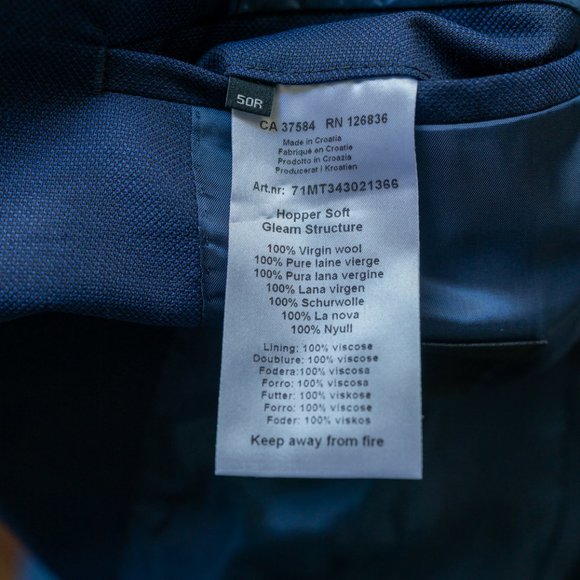 50R
CA 37584 RN 126836
Made in Croatia
Fabriqué en Croatie
Prodotto in Croazia
Producerat i Kroatien
Art.nr: 71MT343021366
Hopper Soft
Gleam Structure
100% Virgin wool
100% Pure laine vierge
100% Pura lana vergine
100% Lana virgen
100% Schurwolle
100% La nova
100% Nyull
Lining: 100% viscose
Doublure: 100% viscose
Fodera:100% viscosa
Forro: 100% viscosa
Futter: 100% viskose
Forro: 100% viscose
Foder: 100% viskos
Keep away from fire